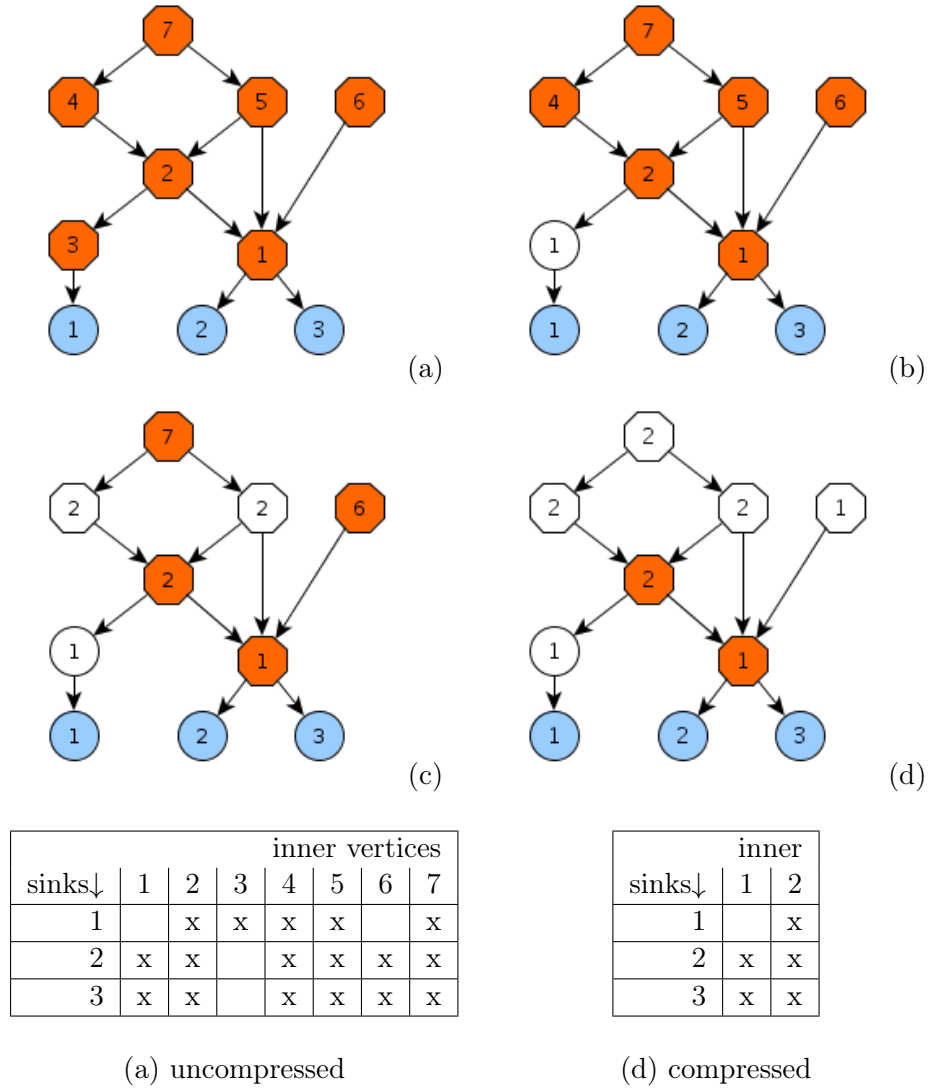 7 7
4 5 6 4 5 6
2 2
3 1 1 1
1 2 3 (a) 1 2 3 (b)
7 2
2 2 6 2 2 1
2 2
1 1 1 1
1 2 3 (c) 1 2 3 (d)
inner vertices
sinks↓ 1 2 3 4 5 6 7
1 x x x x x
2 x x x x x x
3 x x x x x x
inner
sinks↓ 1 2
1 x
2 x x
3 x x
(a) uncompressed
(d) compressed